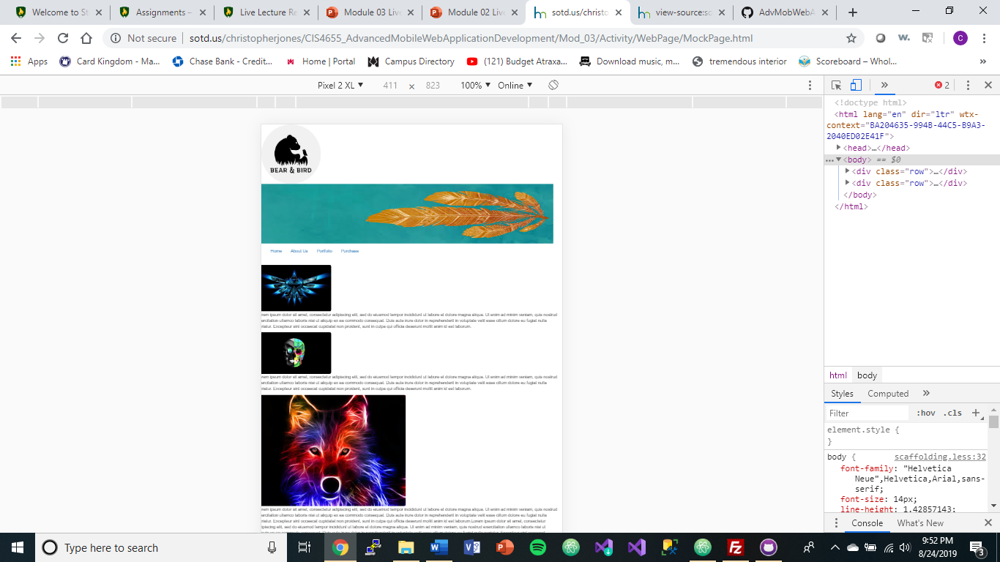 Welcome to St
Assignments –
Live Lecture Re
Module 03 Live
Module 02 Live
sotd.us/christo
view-source:so
AdvMobWebA
Not secure
sotd.us/christopherjones/CIS4655_AdvancedMobileWebApplicationDevelopment/Mod_03/Activity/WebPage/MockPage.html
W.
C
Apps
Card Kingdom - Ma...
Chase Bank - Credit...
Home | Portal
Campus Directory
(121) Budget Atraxa...
Download music, m...
tremendous interior
Scoreboard – Whol...
»
Pixel 2 XL ▼
411 × 823
100% ▼
Online ▼
» 2
BEAR & BIRD
Home About Us Portfolio Purchase
rem ipsum dolor sit amet, consectetur adipiscing elit, sed do eiusmod tempor incididunt ut labore et dolore magna aliqua. Ut enim ad minim veniam, quis nostrud
ercitation ullamco laboris nisi ut aliquip ex ea commodo consequat. Duis aute irure dolor in reprehenderit in voluptate velit esse cillum dolore eu fugiat nulla
riatur. Excepteur sint occaecat cupidatat non proident, sunt in culpa qui officia deserunt mollit anim id est laborum.
rem ipsum dolor sit amet, consectetur adipiscing elit, sed do eiusmod tempor incididunt ut labore et dolore magna aliqua. Ut enim ad minim veniam, quis nostrud
ercitation ullamco laboris nisi ut aliquip ex ea commodo consequat. Duis aute irure dolor in reprehenderit in voluptate velit esse cillum dolore eu fugiat nulla
riatur. Excepteur sint occaecat cupidatat non proident, sunt in culpa qui officia deserunt mollit anim id est laborum.
rem ipsum dolor sit amet, consectetur adipiscing elit, sed do eiusmod tempor incididunt ut labore et dolore magna aliqua. Ut enim ad minim veniam, quis nostrud
ercitation ullamco laboris nisi ut aliquip ex ea commodo consequat. Duis aute irure dolor in reprehenderit in voluptate velit esse cillum dolore eu fugiat nulla
riatur. Excepteur sint occaecat cupidatat non proident, sunt in culpa qui officia deserunt mollit anim id est laborum.Lorem ipsum dolor sit amet, consectetur
ipiscing elit, sed do eiusmod tempor incididunt ut labore et dolore magna aliqua. Ut enim ad minim veniam, quis nostrud exercitation ullamco laboris nisi ut
<!doctype html>
<html lang="en" dir="ltr" wtx-
context="BA204635-994B-44C5-B9A3-
2040ED02E41F">
<head>…</head>
<body> == $0
<div class="row">…</div>
<div class="row">…</div>
</body>
</html>
html body
Styles Computed »
Filter :hov .cls +
element.style {
}
body { scaffolding.less:32
font-family: "Helvetica
Neue",Helvetica,Arial,sans-
serif;
font-size: 14px;
line-height: 1.42857143;
Console What's New
Type here to search
9:52 PM
8/24/2019
3